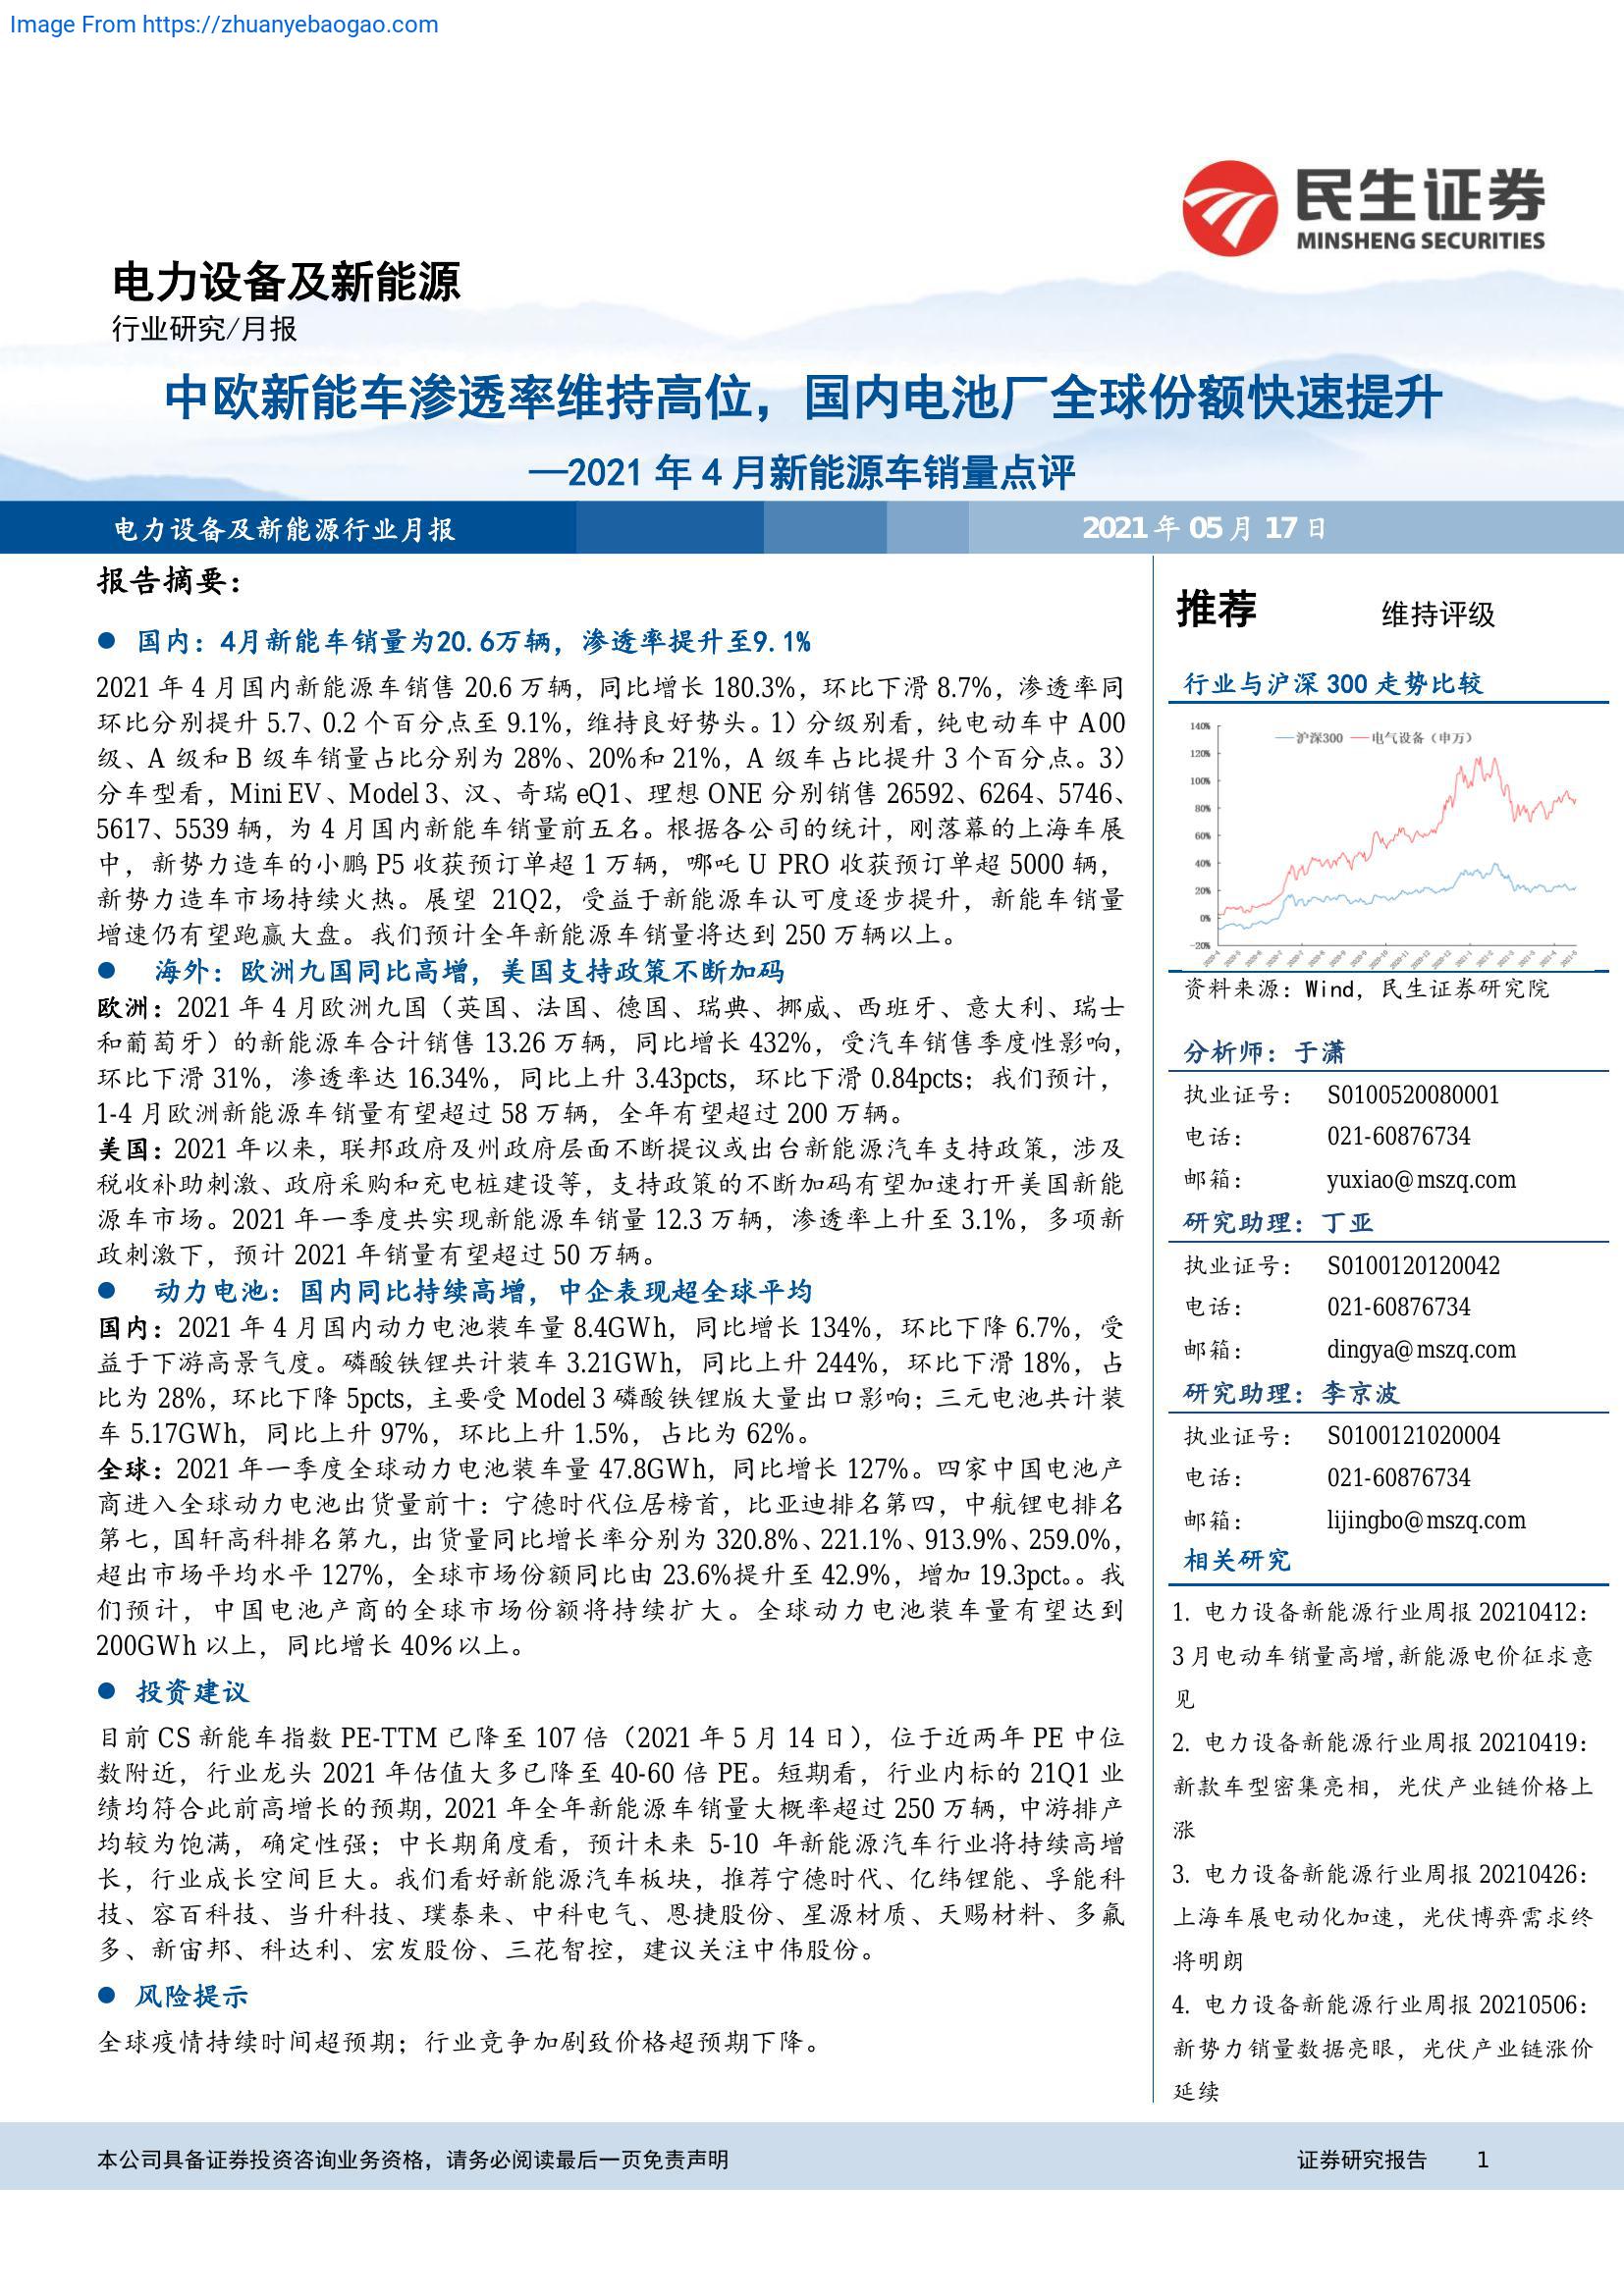 Image From https://zhuanyebaogao.com
民生证券
MINSHENG SECURITIES
电力设备及新能源
行业研究/月报
中欧新能车渗透率维持高位，国内电池厂全球份额快速提升
—2021 年 4 月新能源车销量点评
电力设备及新能源行业月报
2021 年 05 月 17 日
报告摘要：
● 国内：4月新能车销量为20.6万辆，渗透率提升至9.1%
2021 年 4 月国内新能源车销售 20.6 万辆，同比增长 180.3%，环比下滑 8.7%，渗透率同
环比分别提升 5.7、0.2 个百分点至 9.1%，维持良好势头。1）分级别看，纯电动车中 A00
级、A 级和 B 级车销量占比分别为 28%、20%和 21%，A 级车占比提升 3 个百分点。3）
分车型看，Mini EV、Model 3、汉、奇瑞 eQ1、理想 ONE 分别销售 26592、6264、5746、
5617、5539 辆，为 4 月国内新能车销量前五名。根据各公司的统计，刚落幕的上海车展
中，新势力造车的小鹏 P5 收获预订单超 1 万辆，哪吒 U PRO 收获预订单超 5000 辆，
新势力造车市场持续火热。展望 21Q2，受益于新能源车认可度逐步提升，新能车销量
增速仍有望跑赢大盘。我们预计全年新能源车销量将达到 250 万辆以上。
● 海外：欧洲九国同比高增，美国支持政策不断加码
欧洲：2021 年 4 月欧洲九国（英国、法国、德国、瑞典、挪威、西班牙、意大利、瑞士
和葡萄牙）的新能源车合计销售 13.26 万辆，同比增长 432%，受汽车销售季度性影响，
环比下滑 31%，渗透率达 16.34%，同比上升 3.43pcts，环比下滑 0.84pcts；我们预计，
1-4 月欧洲新能源车销量有望超过 58 万辆，全年有望超过 200 万辆。
美国：2021 年以来，联邦政府及州政府层面不断提议或出台新能源汽车支持政策，涉及
税收补助刺激、政府采购和充电桩建设等，支持政策的不断加码有望加速打开美国新能
源车市场。2021 年一季度共实现新能源车销量 12.3 万辆，渗透率上升至 3.1%，多项新
政刺激下，预计 2021 年销量有望超过 50 万辆。
● 动力电池：国内同比持续高增，中企表现超全球平均
国内：2021 年 4 月国内动力电池装车量 8.4GWh，同比增长 134%，环比下降 6.7%，受
益于下游高景气度。磷酸铁锂共计装车 3.21GWh，同比上升 244%，环比下滑 18%，占
比为 28%，环比下降 5pcts，主要受 Model 3 磷酸铁锂版大量出口影响；三元电池共计装
车 5.17GWh，同比上升 97%，环比上升 1.5%，占比为 62%。
全球：2021 年一季度全球动力电池装车量 47.8GWh，同比增长 127%。四家中国电池产
商进入全球动力电池出货量前十：宁德时代位居榜首，比亚迪排名第四，中航锂电排名
第七，国轩高科排名第九，出货量同比增长率分别为 320.8%、221.1%、913.9%、259.0%，
超出市场平均水平 127%，全球市场份额同比由 23.6%提升至 42.9%，增加 19.3pct。。我
们预计，中国电池产商的全球市场份额将持续扩大。全球动力电池装车量有望达到
200GWh 以上，同比增长 40%以上。
● 投资建议
目前 CS 新能车指数 PE-TTM 已降至 107 倍（2021 年 5 月 14 日），位于近两年 PE 中位
数附近，行业龙头 2021 年估值大多已降至 40-60 倍 PE。短期看，行业内标的 21Q1 业
绩均符合此前高增长的预期，2021 年全年新能源车销量大概率超过 250 万辆，中游排产
均较为饱满，确定性强；中长期角度看，预计未来 5-10 年新能源汽车行业将持续高增
长，行业成长空间巨大。我们看好新能源汽车板块，推荐宁德时代、亿纬锂能、孚能科
技、容百科技、当升科技、璞泰来、中科电气、恩捷股份、星源材质、天赐材料、多氟
多、新宙邦、科达利、宏发股份、三花智控，建议关注中伟股份。
● 风险提示
全球疫情持续时间超预期；行业竞争加剧致价格超预期下降。
推荐 维持评级
行业与沪深 300 走势比较
沪深300 电气设备（申万）
140%
120%
100%
80%
60%
40%
20%
0%
-20%
资料来源：Wind，民生证券研究院
分析师：于潇
执业证号： S0100520080001
电话： 021-60876734
邮箱： yuxiao@mszq.com
研究助理：丁亚
执业证号： S0100120120042
电话： 021-60876734
邮箱： dingya@mszq.com
研究助理：李京波
执业证号： S0100121020004
电话： 021-60876734
邮箱： lijingbo@mszq.com
相关研究
1. 电力设备新能源行业周报 20210412：
3 月电动车销量高增,新能源电价征求意
见
2. 电力设备新能源行业周报 20210419：
新款车型密集亮相，光伏产业链价格上
涨
3. 电力设备新能源行业周报 20210426：
上海车展电动化加速，光伏博弈需求终
将明朗
4. 电力设备新能源行业周报 20210506：
新势力销量数据亮眼，光伏产业链涨价
延续
本公司具备证券投资咨询业务资格，请务必阅读最后一页免责声明
证券研究报告 1